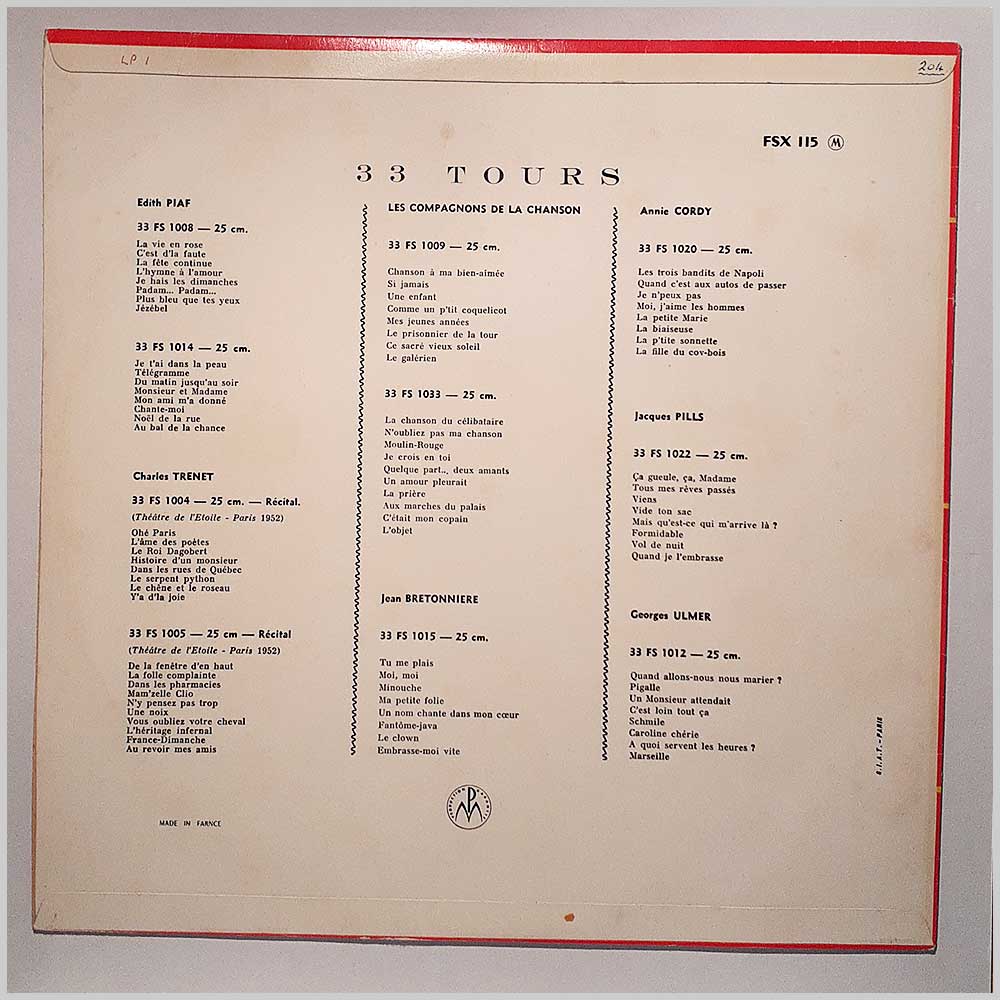 LP 1
204
FSX 115 M
33 TOURS
Edith PIAF
33 FS 1008 — 25 cm.
La vie en rose
C'est d'la faute
La fête continue
L'hymne à l'amour
Je hais les dimanches
Padam... Padam...
Plus bleu que tes yeux
Jézébel
33 FS 1014 — 25 cm.
Je t'ai dans la peau
Télégramme
Du matin jusqu'au soir
Monsieur et Madame
Mon ami m'a donné
Chante-moi
Noël de la rue
Au bal de la chance
Charles TRENET
33 FS 1004 — 25 cm. — Récital.
(Théâtre de l'Etoile - Paris 1952)
Ohé Paris
L'âme des poètes
Le Roi Dagobert
Histoire d'un monsieur
Dans les rues de Québec
Le serpent python
Le chêne et le roseau
Y'a d'la joie
33 FS 1005 — 25 cm — Récital
(Théâtre de l'Etoile - Paris 1952)
De la fenêtre d'en haut
La folle complainte
Dans les pharmacies
Mam'zelle Clio
N'y pensez pas trop
Une noix
Vous oubliez votre cheval
L'héritage infernal
France-Dimanche
Au revoir mes amis
MADE IN FARNCE
LES COMPAGNONS DE LA CHANSON
33 FS 1009 — 25 cm.
Chanson à ma bien-aimée
Si jamais
Une enfant
Comme un p'tit coquelicot
Mes jeunes années
Le prisonnier de la tour
Ce sacré vieux soleil
Le galérien
33 FS 1033 — 25 cm.
La chanson du célibataire
N'oubliez pas ma chanson
Moulin-Rouge
Je crois en toi
Quelque part... deux amants
Un amour pleurait
La prière
Aux marches du palais
C'était mon copain
L'objet
Jean BRETONNIERE
33 FS 1015 — 25 cm.
Tu me plais
Moi, moi
Minouche
Ma petite folie
Un nom chante dans mon cœur
Fantôme-java
Le clown
Embrasse-moi vite
Annie CORDY
33 FS 1020 — 25 cm.
Les trois bandits de Napoli
Quand c'est aux autos de passer
Je n'peux pas
Moi, j'aime les hommes
La petite Marie
La biaiseuse
La p'tite sonnette
La fille du cov-bois
Jacques PILLS
33 FS 1022 — 25 cm.
Ça gueule, ça, Madame
Tous mes rêves passés
Viens
Vide ton sac
Mais qu'est-ce qui m'arrive là ?
Formidable
Vol de nuit
Quand je l'embrasse
Georges ULMER
33 FS 1012 — 25 cm.
Quand allons-nous nous marier ?
Pigalle
Un Monsieur attendait
C'est loin tout ça
Schmile
Caroline chérie
A quoi servent les heures ?
Marseille